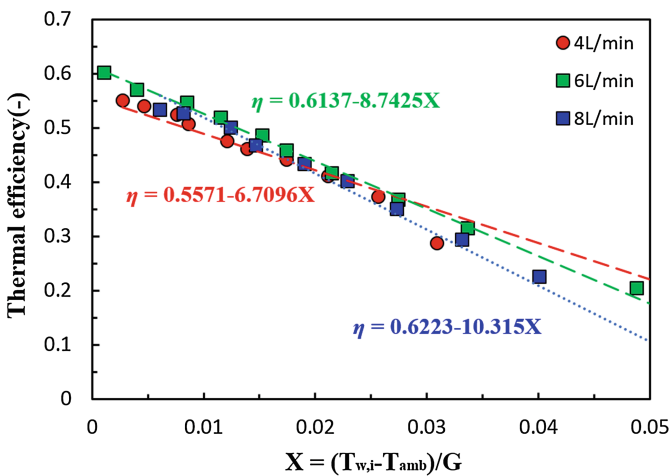 0.7
0.6
0.5
0.4
0.3
0.2
0.1
0
Thermal efficiency(-)
4L/min
6L/min
8L/min
η = 0.6137-8.7425X
η = 0.5571-6.7096X
η = 0.6223-10.315X
0 0.01 0.02 0.03 0.04 0.05
X = (Tw,i-Tamb)/G